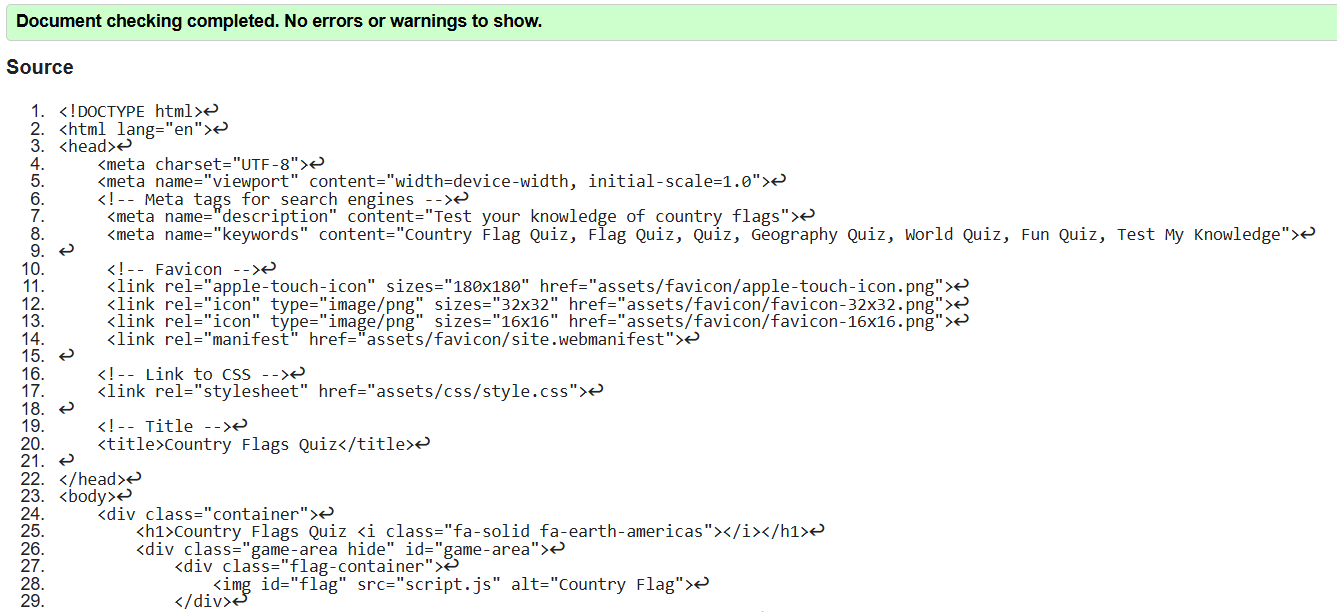 Document checking completed. No errors or warnings to show.
Source
1. <!DOCTYPE html>↩
2. <html lang="en">↩
3. <head>↩
4.     <meta charset="UTF-8">↩
5.     <meta name="viewport" content="width=device-width, initial-scale=1.0">↩
6.     <!-- Meta tags for search engines -->↩
7.      <meta name="description" content="Test your knowledge of country flags">↩
8.      <meta name="keywords" content="Country Flag Quiz, Flag Quiz, Quiz, Geography Quiz, World Quiz, Fun Quiz, Test My Knowledge">↩
9. ↩
10.      <!-- Favicon -->↩
11.      <link rel="apple-touch-icon" sizes="180x180" href="assets/favicon/apple-touch-icon.png">↩
12.      <link rel="icon" type="image/png" sizes="32x32" href="assets/favicon/favicon-32x32.png">↩
13.      <link rel="icon" type="image/png" sizes="16x16" href="assets/favicon/favicon-16x16.png">↩
14.      <link rel="manifest" href="assets/favicon/site.webmanifest">↩
15. ↩
16.     <!-- Link to CSS -->↩
17.     <link rel="stylesheet" href="assets/css/style.css">↩
18. ↩
19.     <!-- Title -->↩
20.     <title>Country Flags Quiz</title>↩
21. ↩
22. </head>↩
23. <body>↩
24.     <div class="container">↩
25.         <h1>Country Flags Quiz <i class="fa-solid fa-earth-americas"></i></h1>↩
26.         <div class="game-area hide" id="game-area">↩
27.             <div class="flag-container">↩
28.                 <img id="flag" src="script.js" alt="Country Flag">↩
29.             </div>↩